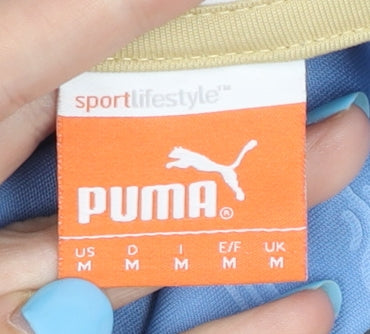 sportlifestyle™
PUMA®
US D I E/F UK
M M M M M